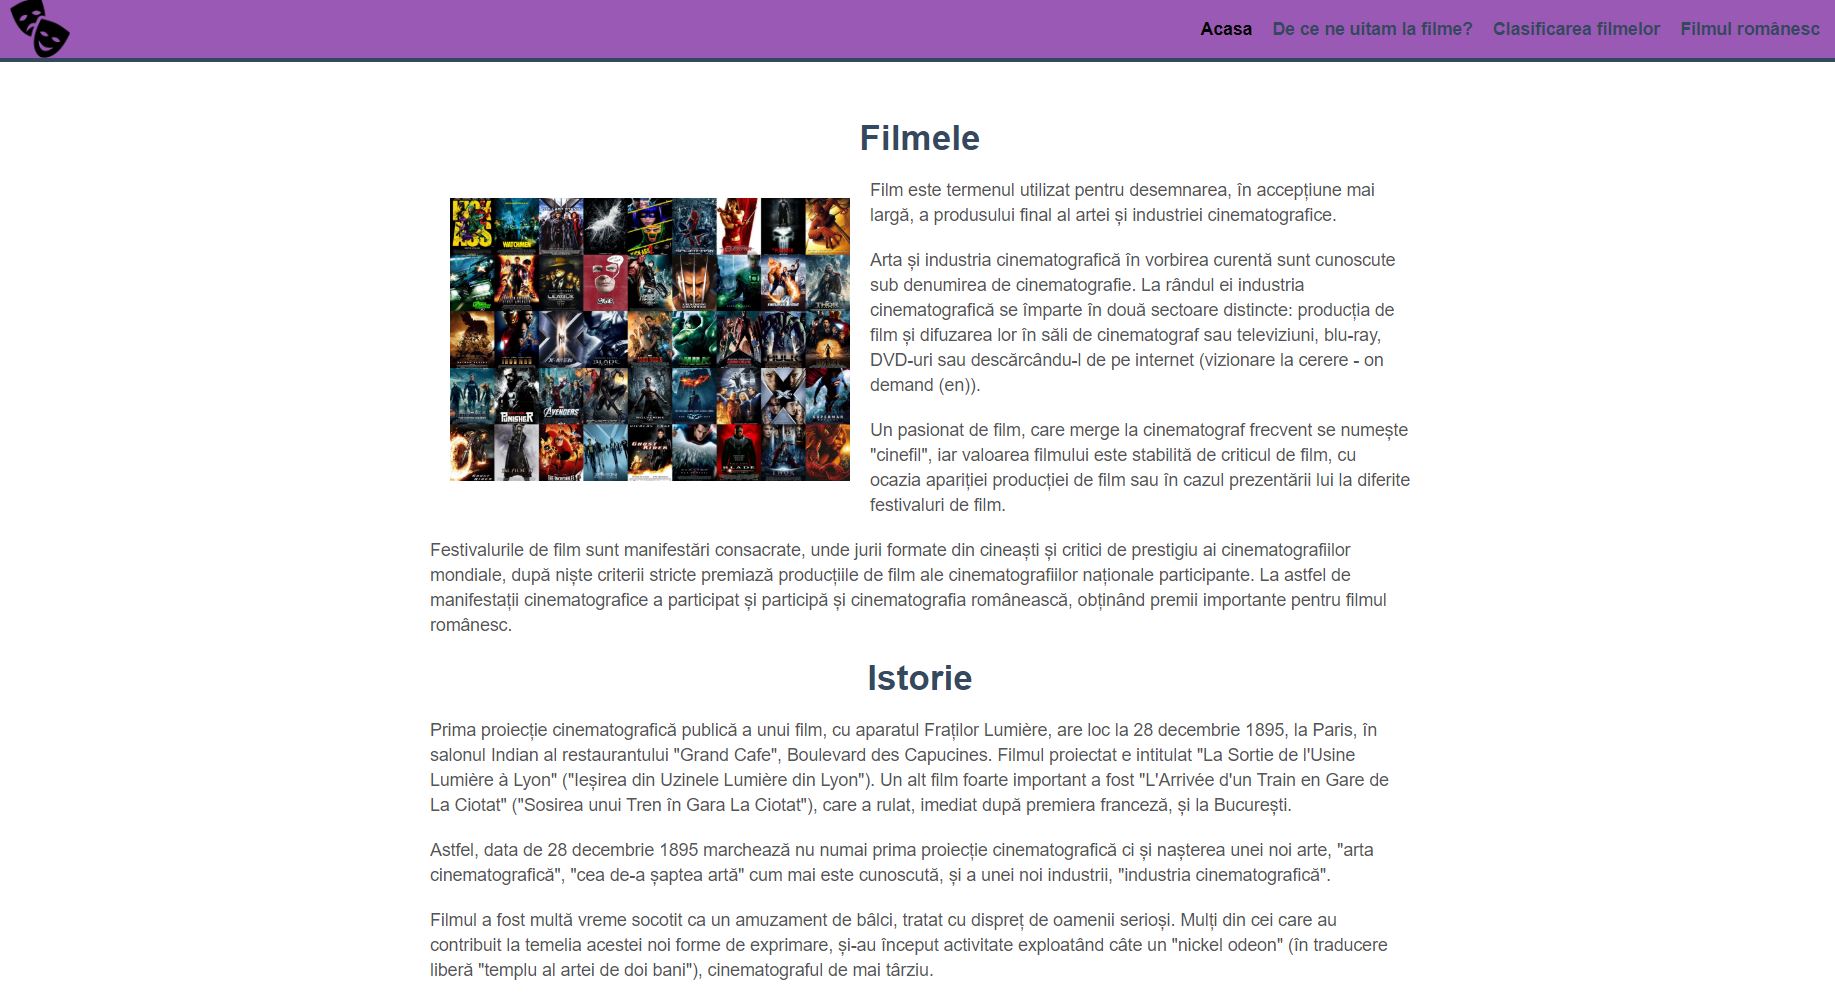 Acasa De ce ne uitam la filme? Clasificarea filmelor Filmul românesc
Filmele
Film este termenul utilizat pentru desemnarea, în accepțiune mai
largă, a produsului final al artei și industriei cinematografice.
Arta și industria cinematografică în vorbirea curentă sunt cunoscute
sub denumirea de cinematografie. La rândul ei industria
cinematografică se împarte în două sectoare distincte: producția de
film și difuzarea lor în săli de cinematograf sau televiziuni, blu-ray,
DVD-uri sau descărcându-l de pe internet (vizionare la cerere - on
demand (en)).
Un pasionat de film, care merge la cinematograf frecvent se numește
"cinefil", iar valoarea filmului este stabilită de criticul de film, cu
ocazia apariției producției de film sau în cazul prezentării lui la diferite
festivaluri de film.
WATCHMEN
THOR
BLADE
HULK
PUNISHER
AVENGERS
SUPERMAN
GHOST RIDER
BLADE
Festivalurile de film sunt manifestări consacrate, unde jurii formate din cineaști și critici de prestigiu ai cinematografiilor
mondiale, după niște criterii stricte premiază producțiile de film ale cinematografiilor naționale participante. La astfel de
manifestații cinematografice a participat și participă și cinematografia românească, obținând premii importante pentru filmul
românesc.
Istorie
Prima proiecție cinematografică publică a unui film, cu aparatul Fraților Lumière, are loc la 28 decembrie 1895, la Paris, în
salonul Indian al restaurantului "Grand Cafe", Boulevard des Capucines. Filmul proiectat e intitulat "La Sortie de l'Usine
Lumière à Lyon" ("Ieșirea din Uzinele Lumière din Lyon"). Un alt film foarte important a fost "L'Arrivée d'un Train en Gare de
La Ciotat" ("Sosirea unui Tren în Gara La Ciotat"), care a rulat, imediat după premiera franceză, și la București.
Astfel, data de 28 decembrie 1895 marchează nu numai prima proiecție cinematografică ci și nașterea unei noi arte, "arta
cinematografică", "cea de-a șaptea artă" cum mai este cunoscută, și a unei noi industrii, "industria cinematografică".
Filmul a fost multă vreme socotit ca un amuzament de bâlci, tratat cu dispreț de oamenii serioși. Mulți din cei care au
contribuit la temelia acestei noi forme de exprimare, și-au început activitate exploatând câte un "nickel odeon" (în traducere
liberă "templu al artei de doi bani"), cinematograful de mai târziu.